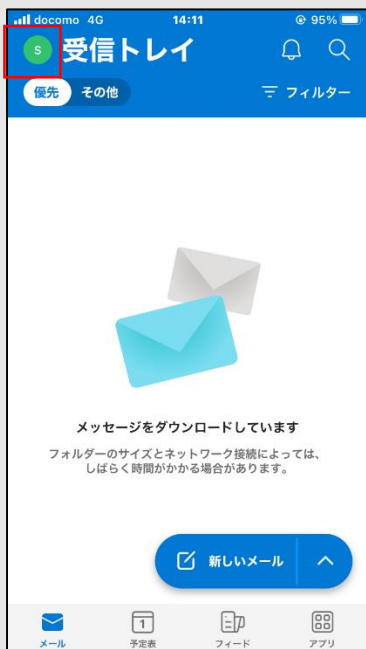 docomo 4G 14:11 95%
S 受信トレイ
優先 その他 フィルター
メッセージをダウンロードしています
フォルダーのサイズとネットワーク接続によっては、
しばらく時間がかかる場合があります。
新しいメール
1
メール 予定表 フィード アプリ